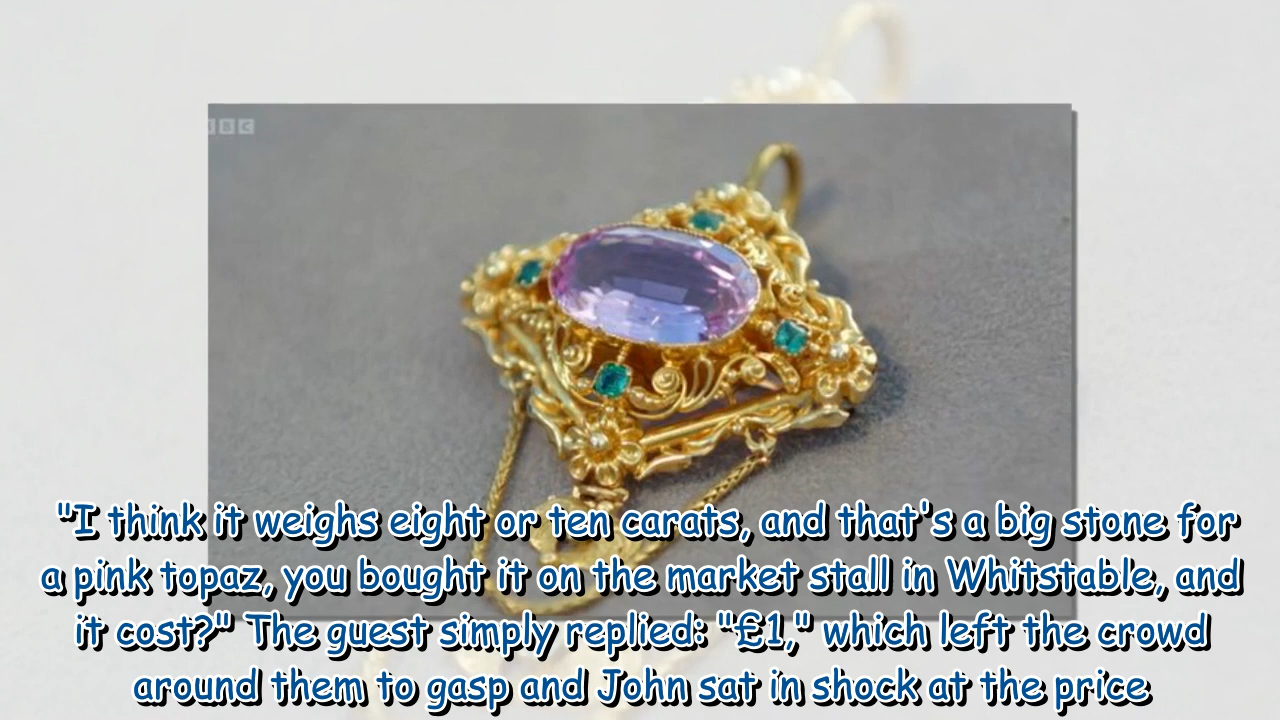 BBC
"I think it weighs eight or ten carats, and that's a big stone for
a pink topaz, you bought it on the market stall in Whitstable, and
it cost?" The guest simply replied: "£1," which left the crowd
around them to gasp and John sat in shock at the price